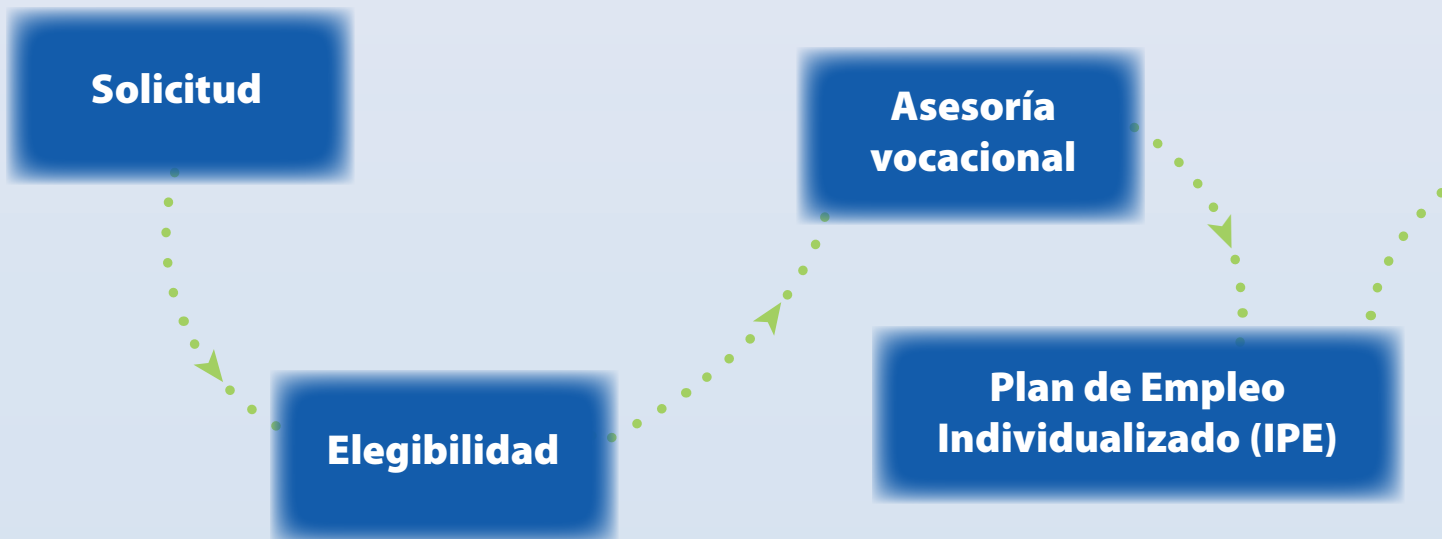 Solicitud
Elegibilidad
Asesoría
vocacional
Plan de Empleo
Individualizado (IPE)